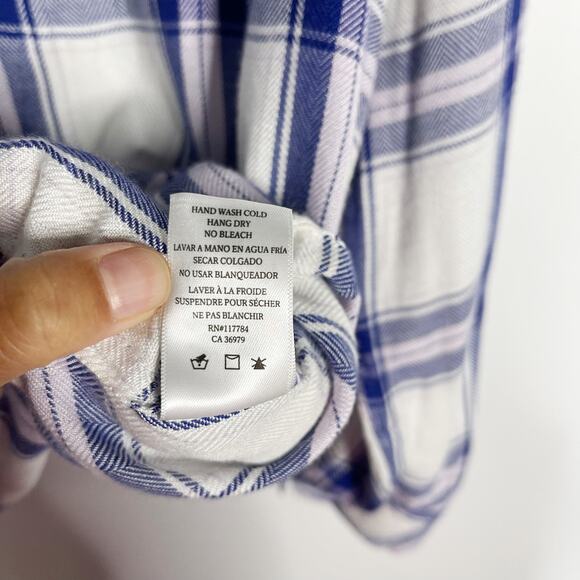 HAND WASH COLD
HANG DRY
NO BLEACH
LAVAR A MANO EN AGUA FRÍA
SECAR COLGADO
NO USAR BLANQUEADOR
LAVER À LA FROIDE
SUSPENDRE POUR SÉCHER
NE PAS BLANCHIR
RN#117784
CA 36979